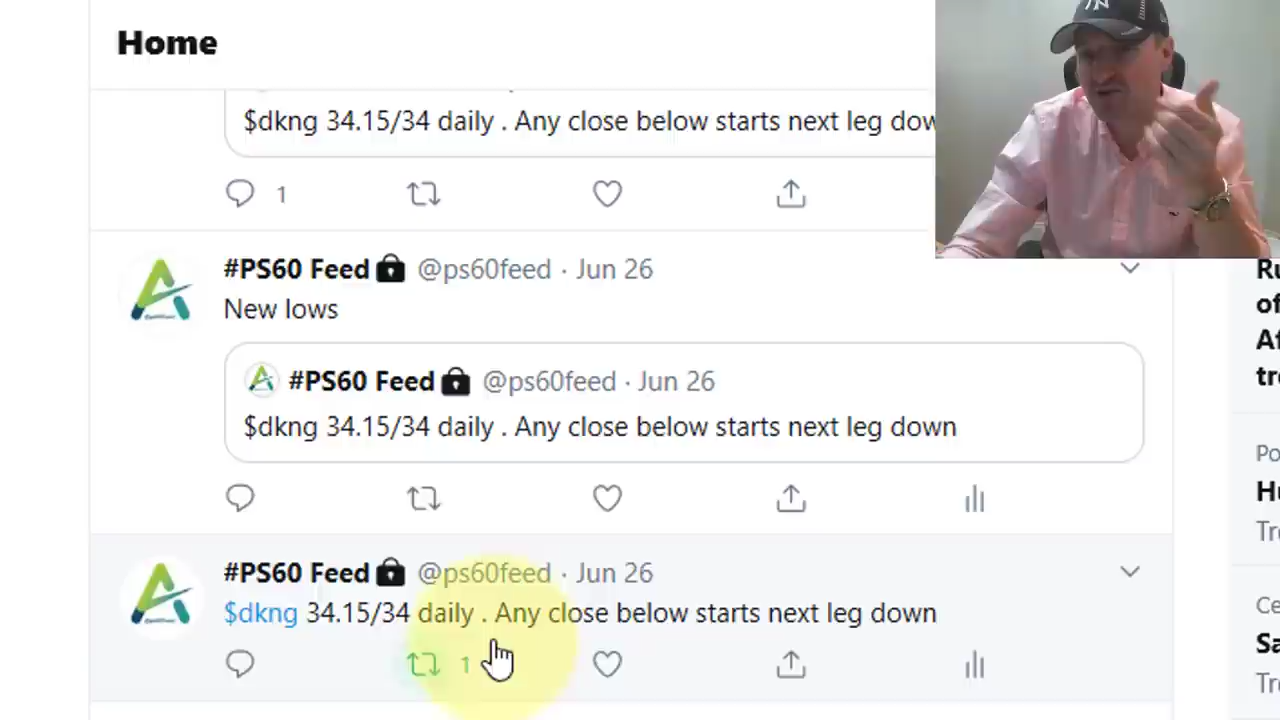 Home
$dkng 34.15/34 daily . Any close below starts next leg
1
#PS60 Feed @ps60feed · Jun 26
New lows
#PS60 Feed @ps60feed · Jun 26
$dkng 34.15/34 daily . Any close below starts next leg down
#PS60 Feed @ps60feed · Jun 26
$dkng 34.15/34 daily . Any close below starts next leg down
1